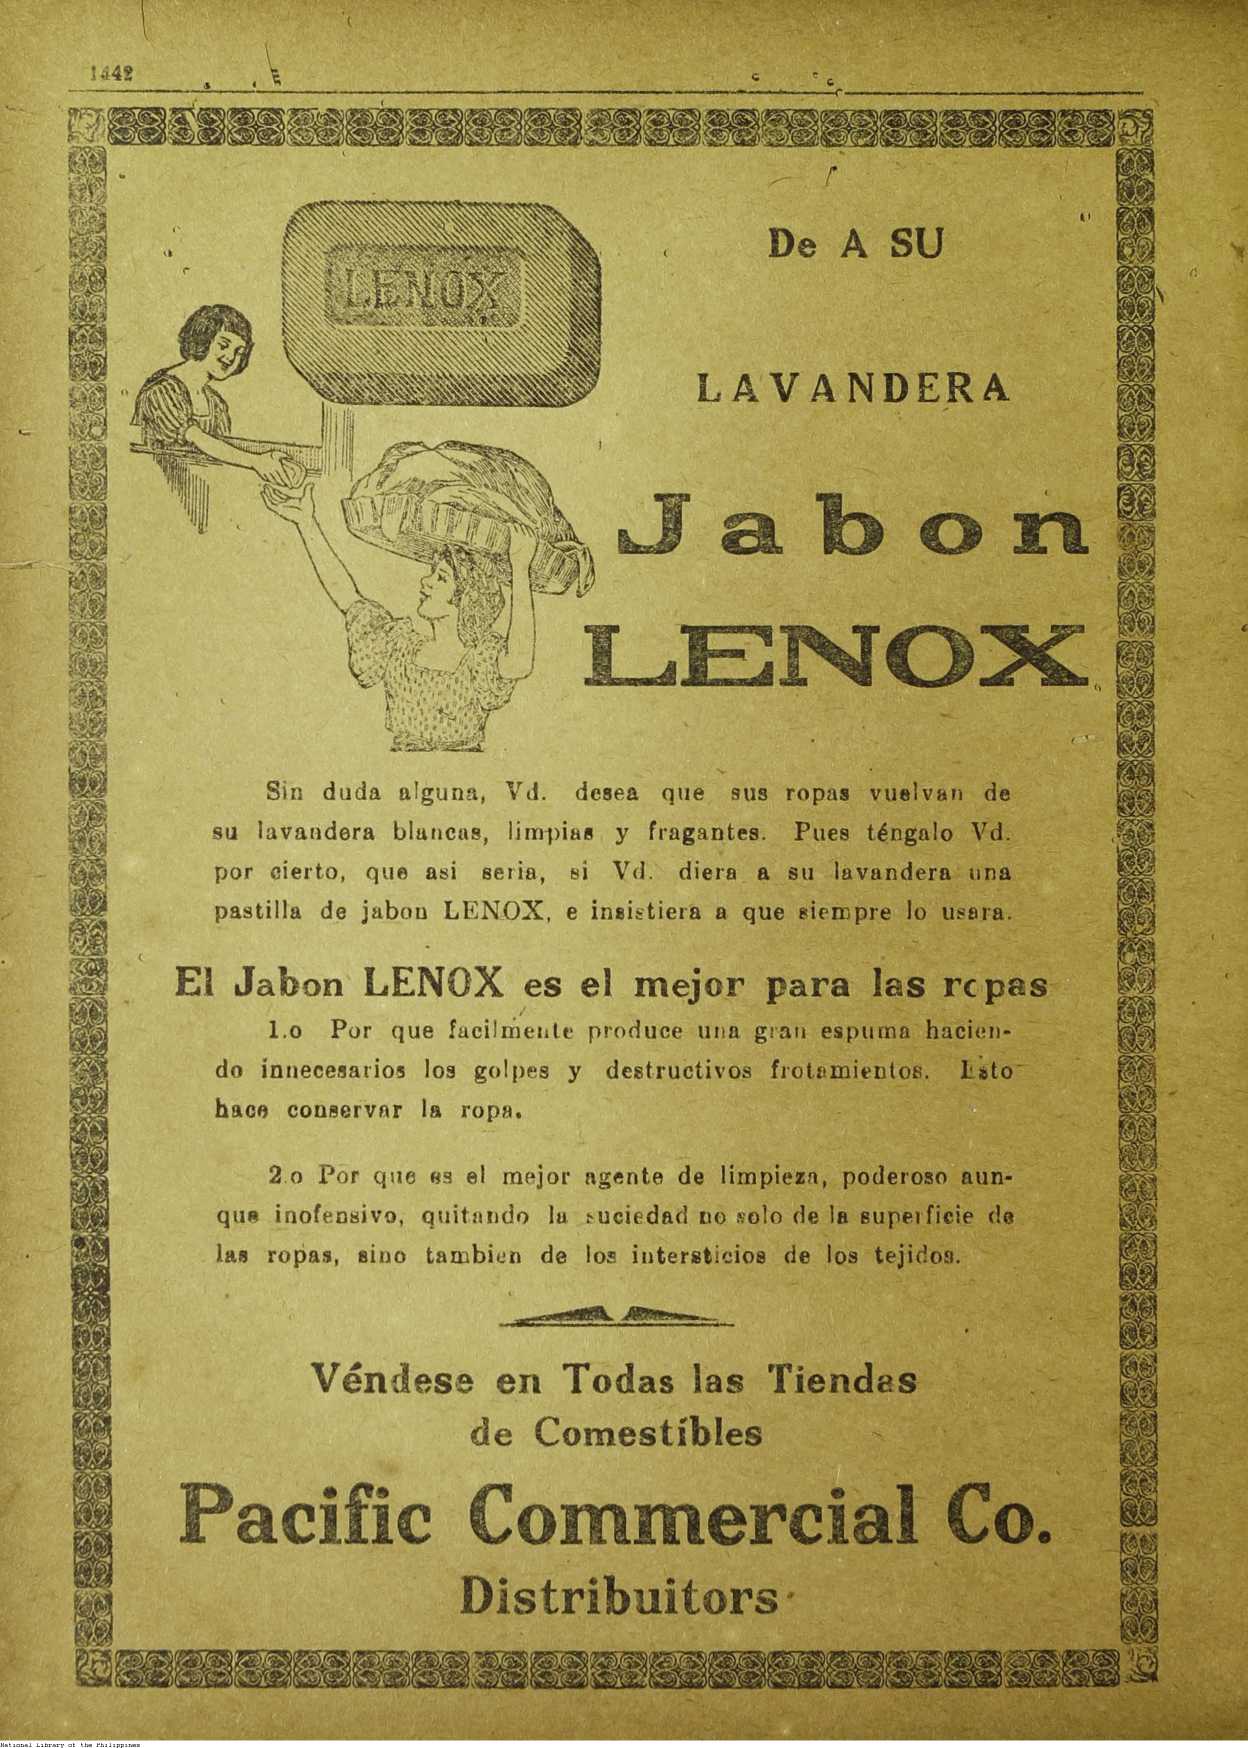 1442
LENOX
De A SU
LAVANDERA
Jabon
LENOX
Sin duda alguna, Vd. desea que sus ropas vuelvan de
su lavandera blancas, limpias y fragantes. Pues téngalo Vd.
por cierto, que asi seria, si Vd. diera a su lavandera una
pastilla de jabon LENOX, e insistiera a que siempre lo usara.
El Jabon LENOX es el mejor para las ropas
1.o Por que facilmente produce una gran espuma hacien-
do innecesarios los golpes y destructivos frotamientos. Esto
hace conservar la ropa.
2.o Por que es el mejor agente de limpieza, poderoso aun-
que inofensivo, quitando la suciedad no solo de la superficie de
las ropas, sino tambien de los intersticios de los tejidos.
Véndese en Todas las Tiendas
de Comestibles
Pacific Commercial Co.
Distribuitors
National Library of the Philippines